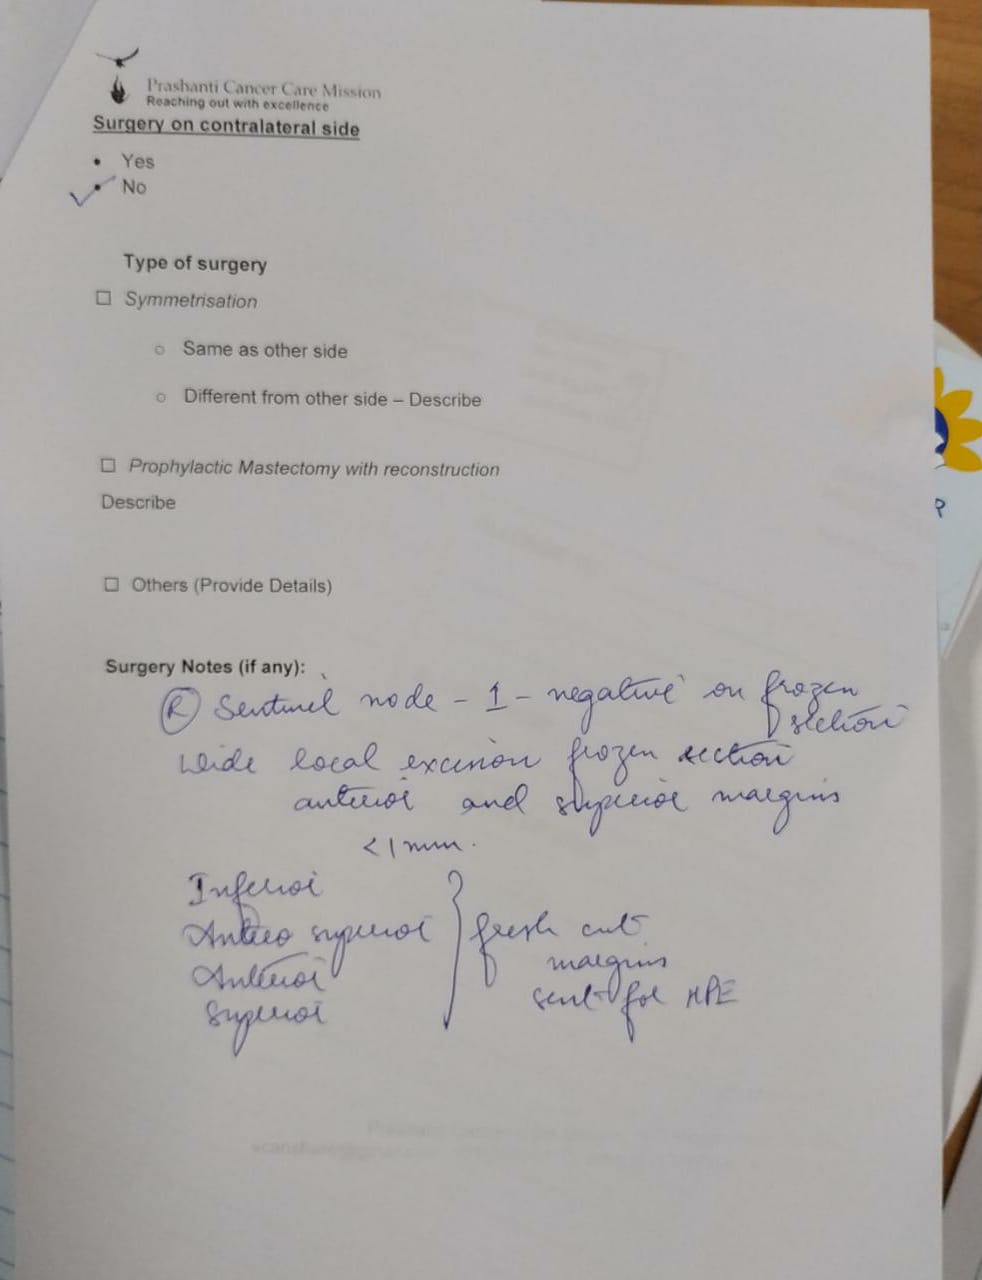 Prashanti Cancer Care Mission
Reaching out with excellence
Surgery on contralateral side
• Yes
• No
Type of surgery
☐ Symmetrisation
○ Same as other side
○ Different from other side – Describe
☐ Prophylactic Mastectomy with reconstruction
Describe
☐ Others (Provide Details)
Surgery Notes (if any):
Ⓡ Sentinel node - 1 - negative on frozen
section
Wide local excision frozen section
anterior and superior margins
<1mm.
Inferior
Antero superior } fresh cut
Anterior margins
Superior sent for HPE